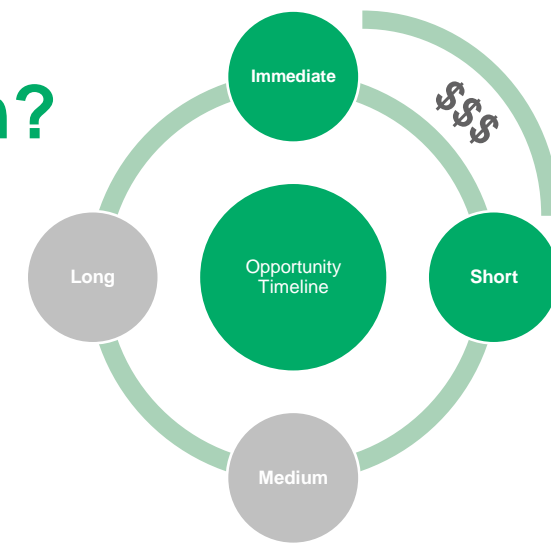 ?
Immediate
$$$
Long
Opportunity
Timeline
Short
Medium